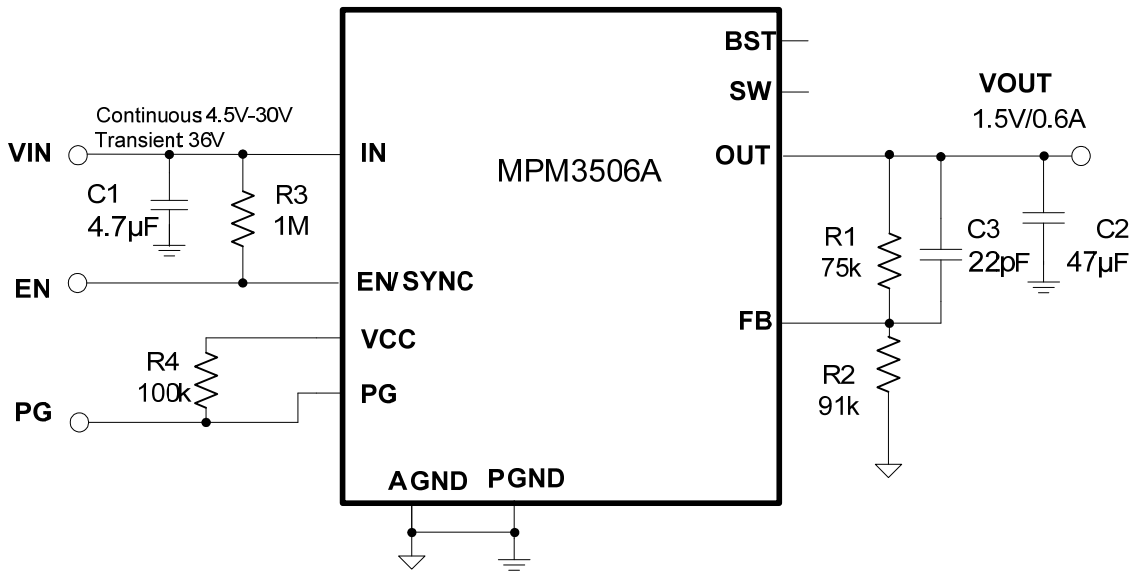 BST
SW
VOUT
1.5V/0.6A
Continuous:4.5V-30V
Transient:36V
VIN
IN
OUT
MPM3506A
C1
4.7µF
R3
1M
R1
75k
C3
22pF
C2
47µF
EN
EN/SYNC
FB
VCC
R4
100k
PG
PG
R2
91k
AGND
PGND